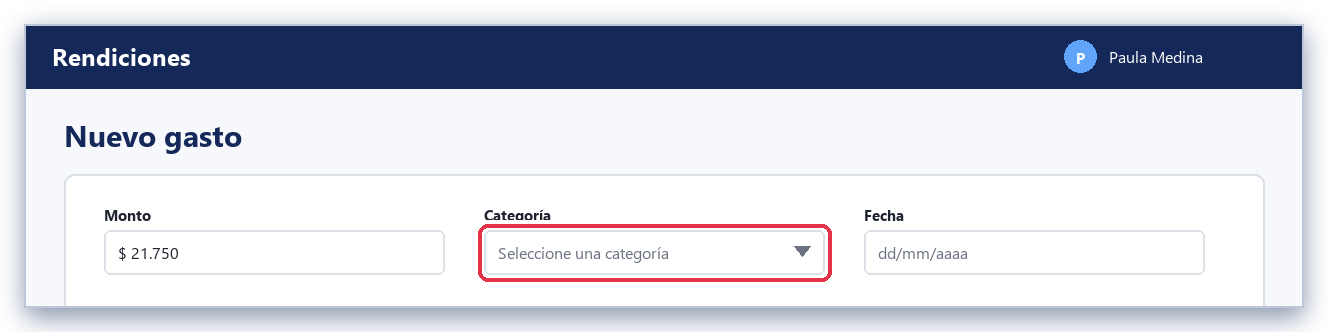 Rendiciones
P Paula Medina
Nuevo gasto
Monto Categoría Fecha
$ 21.750 Seleccione una categoría dd/mm/aaaa